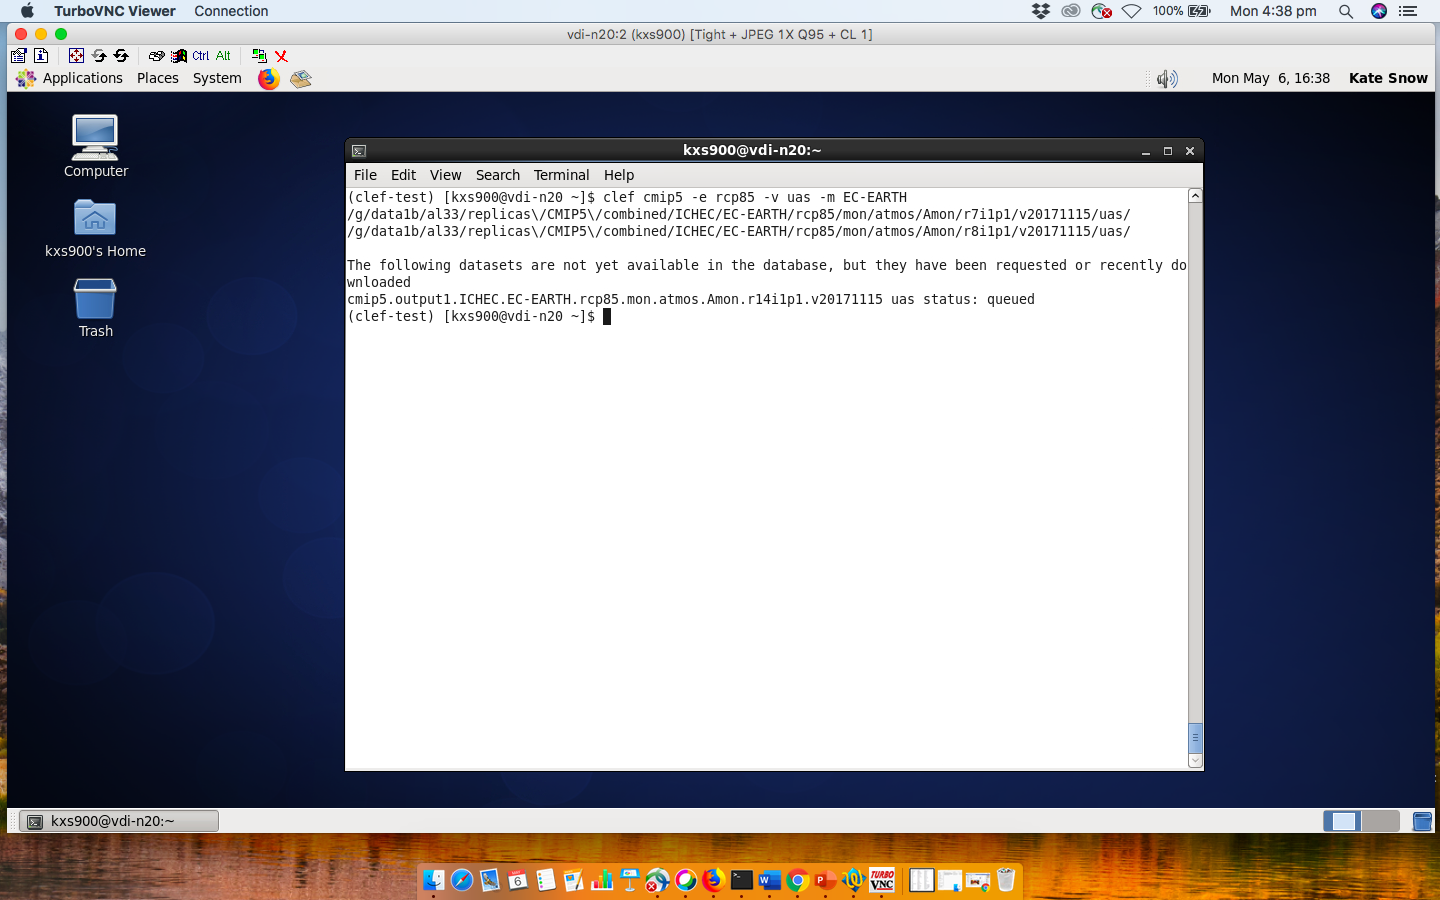 TurboVNC Viewer Connection 100% Mon 4:38 pm
vdi-n20:2 (kxs900) [Tight + JPEG 1X Q95 + CL 1]
Ctrl Alt
Applications Places System Mon May 6, 16:38 Kate Snow
Computer
kxs900's Home
Trash
kxs900@vdi-n20:~
File Edit View Search Terminal Help
(clef-test) [kxs900@vdi-n20 ~]$ clef cmip5 -e rcp85 -v uas -m EC-EARTH
/g/data1b/al33/replicas\/CMIP5\/combined/ICHEC/EC-EARTH/rcp85/mon/atmos/Amon/r7i1p1/v20171115/uas/
/g/data1b/al33/replicas\/CMIP5\/combined/ICHEC/EC-EARTH/rcp85/mon/atmos/Amon/r8i1p1/v20171115/uas/
The following datasets are not yet available in the database, but they have been requested or recently do
wnloaded
cmip5.output1.ICHEC.EC-EARTH.rcp85.mon.atmos.Amon.r14i1p1.v20171115 uas status: queued
(clef-test) [kxs900@vdi-n20 ~]$
kxs900@vdi-n20:~
6
W
P
TURBO
VNC